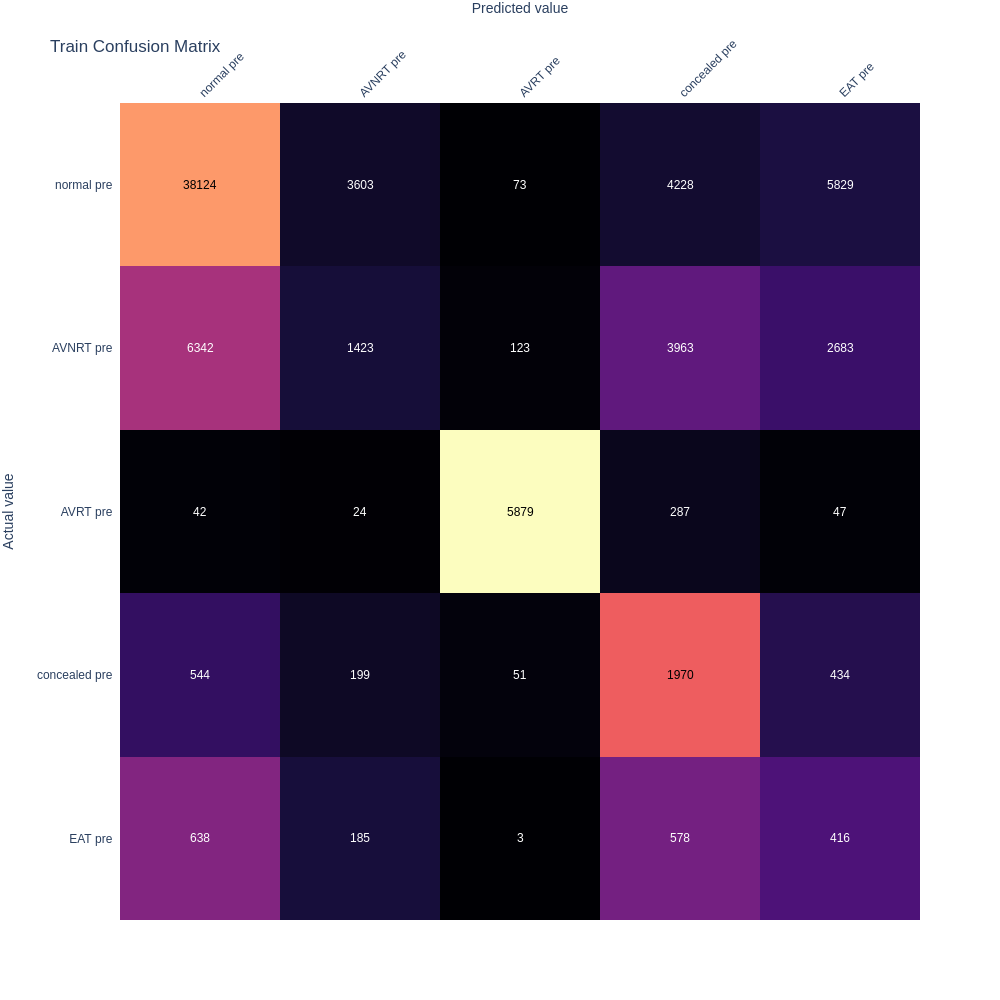 Predicted value
Train Confusion Matrix
normal pre AVNRT pre AVRT pre concealed pre EAT pre
normal pre 38124 3603 73 4228 5829
AVNRT pre 6342 1423 123 3963 2683
AVRT pre 42 24 5879 287 47
concealed pre 544 199 51 1970 434
EAT pre 638 185 3 578 416
Actual value